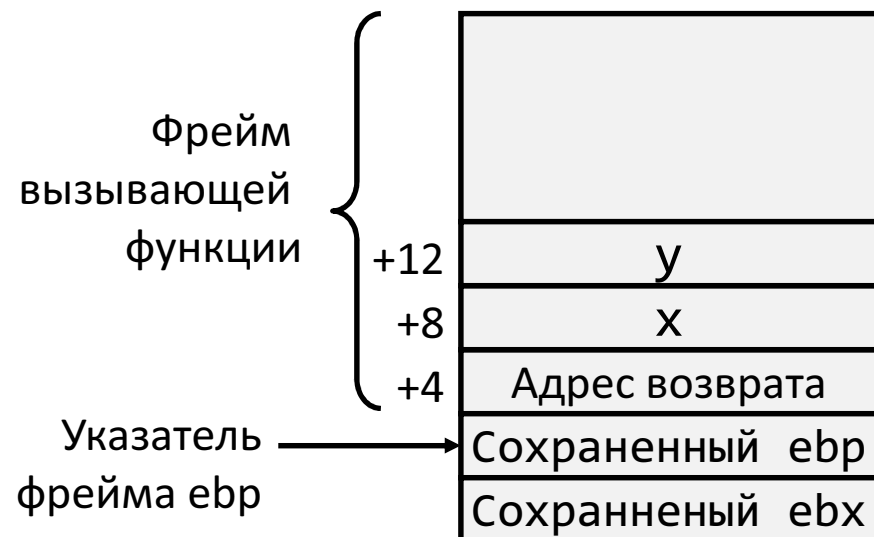 Фрейм
вызывающей
функции
+12
y
+8
x
+4
Адрес возврата
Указатель
фрейма ebp
Сохраненный ebp
Сохранненый ebx